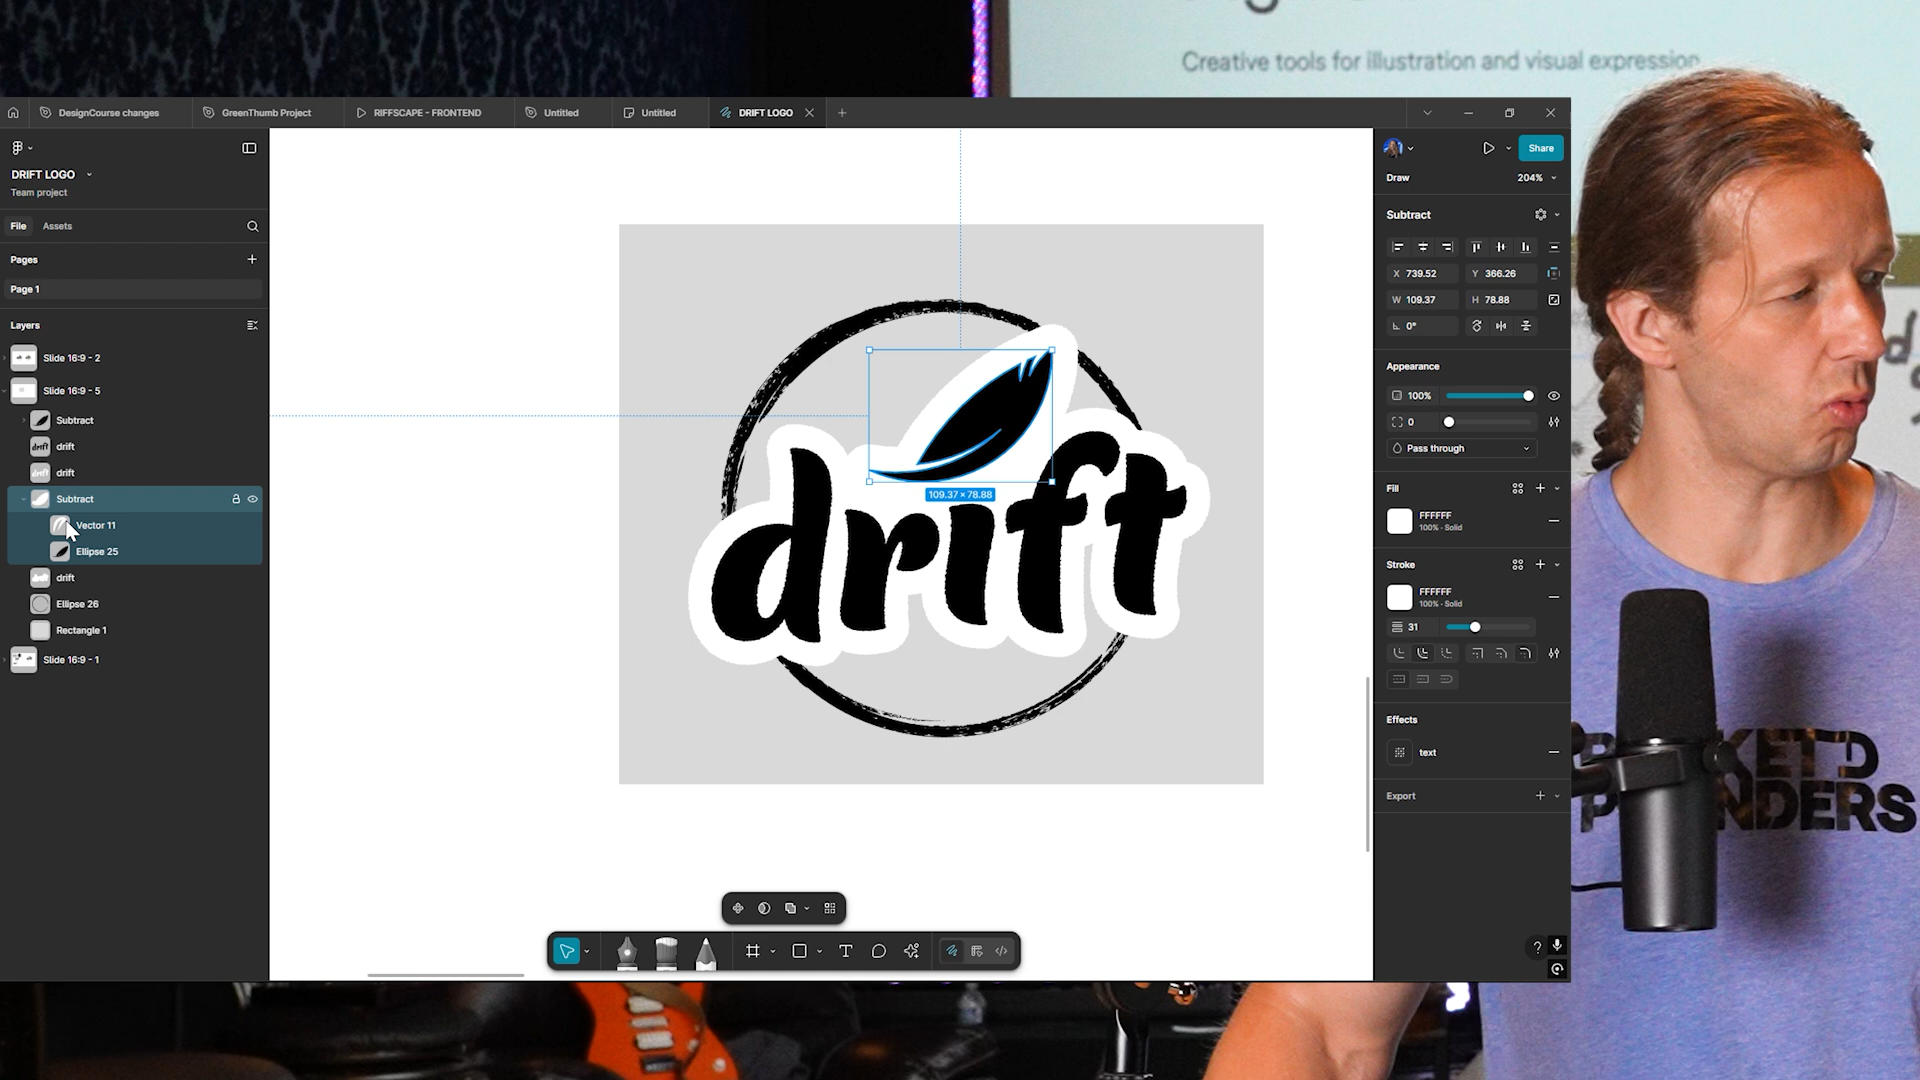 Creative tools for illustration and visual expression
DesignCourse changes
GreenThumb Project
RIFFSCAPE - FRONTEND
Untitled
Untitled
DRIFT LOGO
DRIFT LOGO
Team project
File
Assets
Pages
Page 1
Layers
Slide 16:9 - 2
Slide 16:9 - 5
Subtract
drift
drift
Subtract
Vector 11
Ellipse 25
drift
Ellipse 26
Rectangle 1
Slide 16:9 - 1
drift
109.37 × 78.88
Share
Draw
204%
Subtract
X 739.52
Y 366.26
W 109.37
H 78.88
0°
Appearance
100%
0
Pass through
Fill
FFFFFF
100% · Solid
Stroke
FFFFFF
100% · Solid
31
Effects
text
Export
?